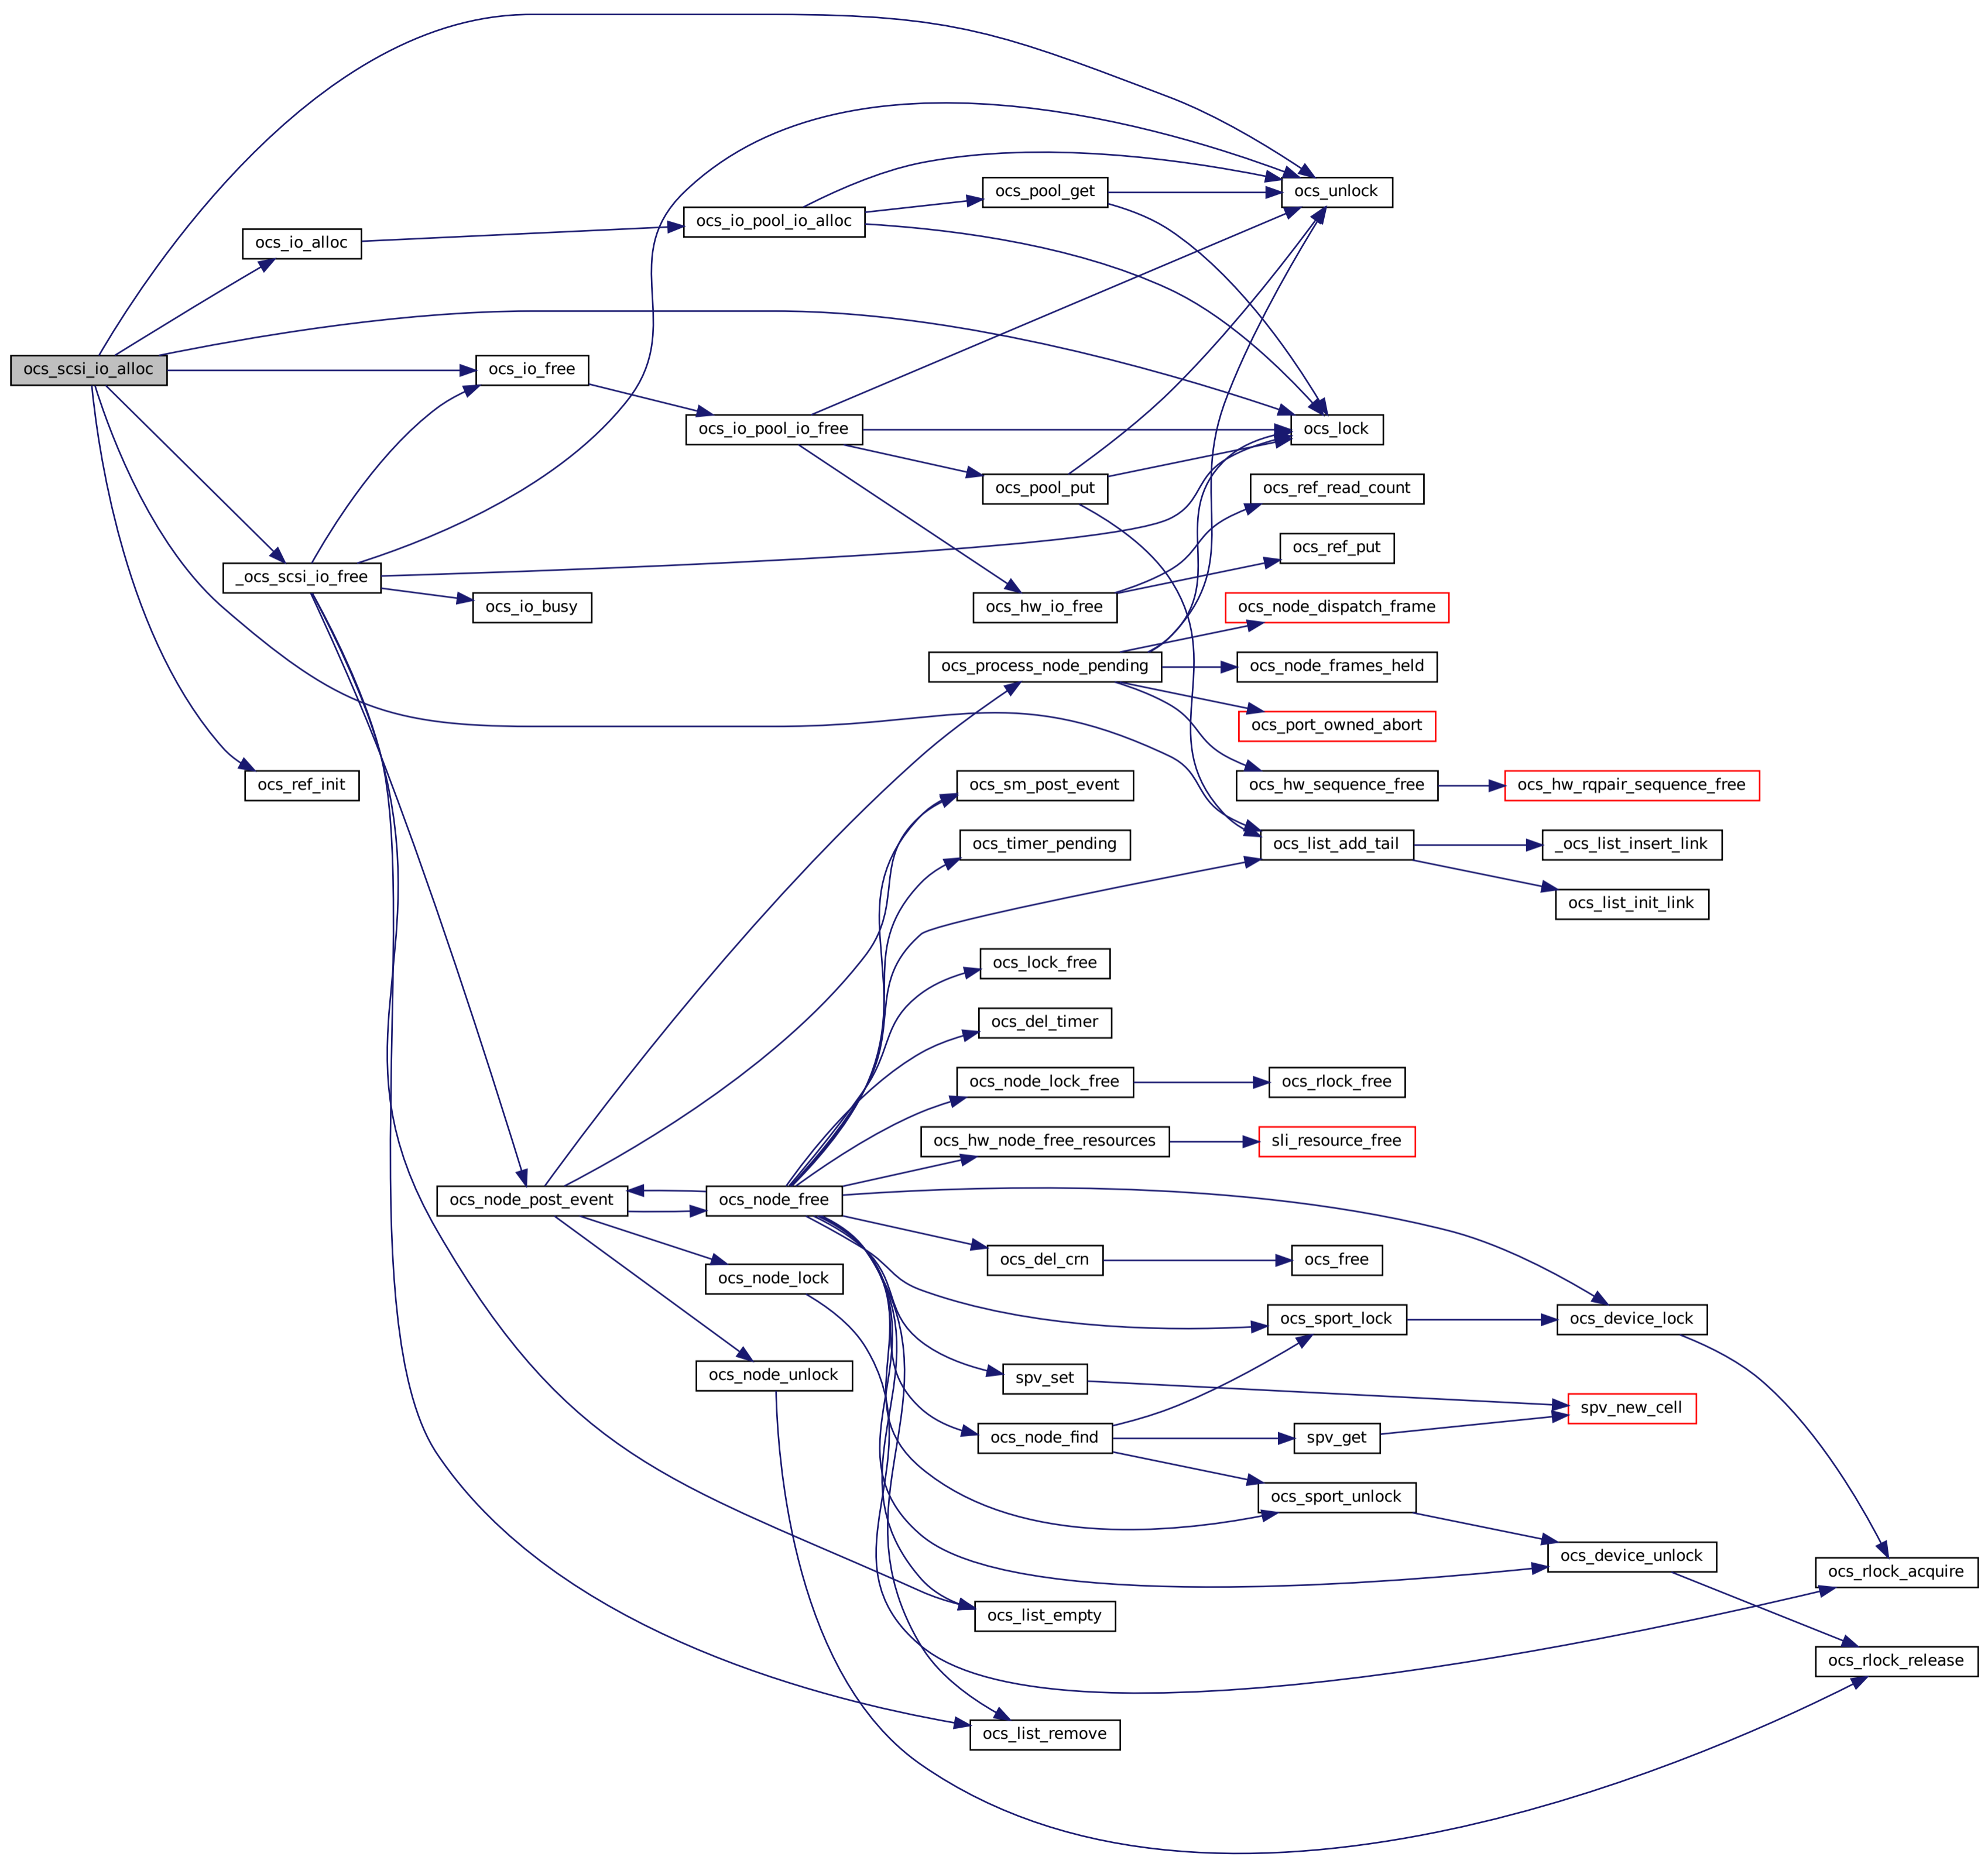 ocs_unlock
ocs_pool_get
ocs_io_pool_io_alloc
ocs_io_alloc
ocs_scsi_io_alloc
ocs_io_free
ocs_io_pool_io_free
ocs_lock
ocs_pool_put
ocs_ref_read_count
ocs_ref_put
_ocs_scsi_io_free
ocs_io_busy
ocs_hw_io_free
ocs_node_dispatch_frame
ocs_process_node_pending
ocs_node_frames_held
ocs_port_owned_abort
ocs_ref_init
ocs_sm_post_event
ocs_hw_sequence_free
ocs_hw_rqpair_sequence_free
ocs_timer_pending
ocs_list_add_tail
_ocs_list_insert_link
ocs_list_init_link
ocs_lock_free
ocs_del_timer
ocs_node_lock_free
ocs_rlock_free
ocs_hw_node_free_resources
sli_resource_free
ocs_node_post_event
ocs_node_free
ocs_del_crn
ocs_free
ocs_node_lock
ocs_sport_lock
ocs_device_lock
ocs_node_unlock
spv_set
spv_new_cell
ocs_node_find
spv_get
ocs_sport_unlock
ocs_device_unlock
ocs_rlock_acquire
ocs_list_empty
ocs_rlock_release
ocs_list_remove